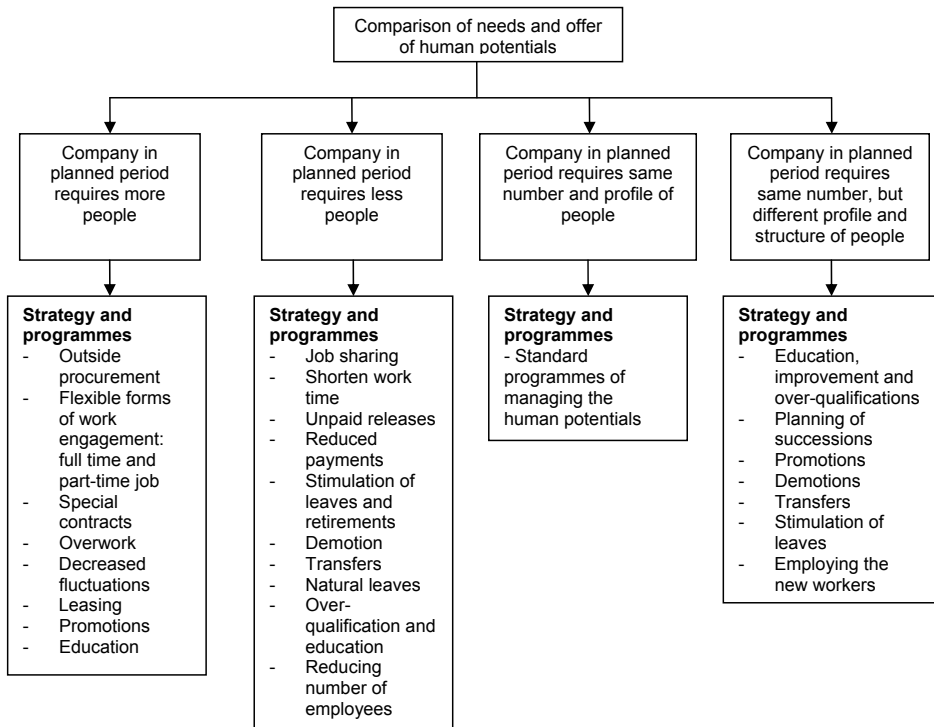 Comparison of needs and offer
of human potentials
Company in
planned period
requires more
people
Company in
planned period
requires less
people
Company in planned
period requires same
number and profile of
people
Company in planned
period requires
same number, but
different profile and
structure of people
Strategy and
programmes
- Outside
procurement
- Flexible forms
of work
engagement:
full time and
part-time job
- Special
contracts
- Overwork
- Decreased
fluctuations
- Leasing
- Promotions
- Education
Strategy and
programmes
- Job sharing
- Shorten work
time
- Unpaid releases
- Reduced
payments
- Stimulation of
leaves and
retirements
- Demotion
- Transfers
- Natural leaves
- Over-
qualification and
education
- Reducing
number of
employees
Strategy and
programmes
- Standard
programmes of
managing the
human potentials
Strategy and
programmes
- Education,
improvement and
over-qualifications
- Planning of
successions
- Promotions
- Demotions
- Transfers
- Stimulation of
leaves
- Employing the
new workers